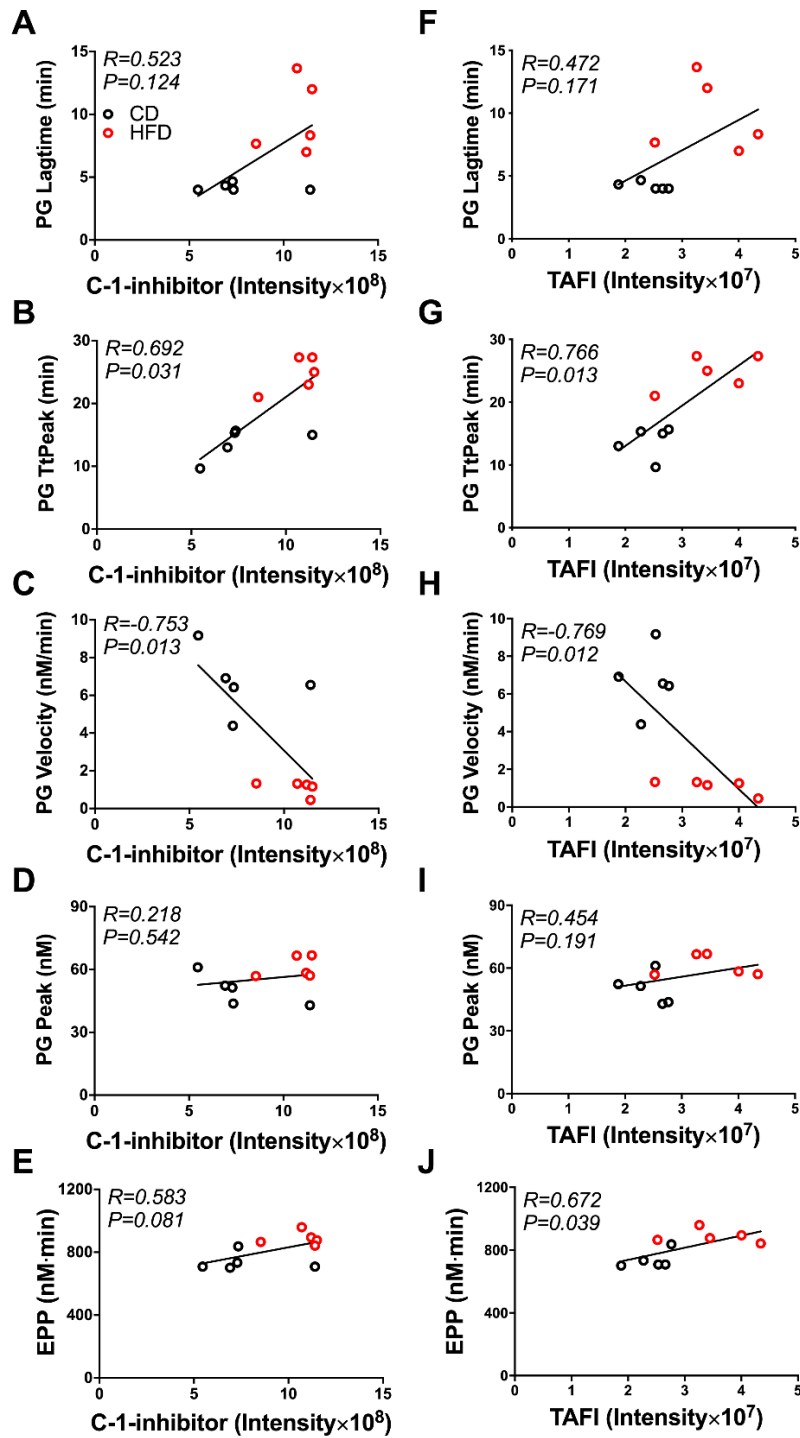 A
R=0.523
P=0.124
CD
HFD
PG Lagtime (min)
15
10
5
0
0 5 10 15
C-1-inhibitor (Intensity×10⁸)
F
R=0.472
P=0.171
PG Lagtime (min)
15
10
5
0
0 1 2 3 4 5
TAFI (Intensity×10⁷)
B
R=0.692
P=0.031
PG TtPeak (min)
30
20
10
0
0 5 10 15
C-1-inhibitor (Intensity×10⁸)
G
R=0.766
P=0.013
PG TtPeak (min)
30
20
10
0
0 1 2 3 4 5
TAFI (Intensity×10⁷)
C
R=-0.753
P=0.013
PG Velocity (nM/min)
10
8
6
4
2
0
0 5 10 15
C-1-inhibitor (Intensity×10⁸)
H
R=-0.769
P=0.012
PG Velocity (nM/min)
10
8
6
4
2
0
0 1 2 3 4 5
TAFI (Intensity×10⁷)
D
R=0.218
P=0.542
PG Peak (nM)
90
60
30
0
0 5 10 15
C-1-inhibitor (Intensity×10⁸)
I
R=0.454
P=0.191
PG Peak (nM)
90
60
30
0
0 1 2 3 4 5
TAFI (Intensity×10⁷)
E
R=0.583
P=0.081
EPP (nM·min)
1200
800
400
0
0 5 10 15
C-1-inhibitor (Intensity×10⁸)
J
R=0.672
P=0.039
EPP (nM·min)
1200
800
400
0
0 1 2 3 4 5
TAFI (Intensity×10⁷)